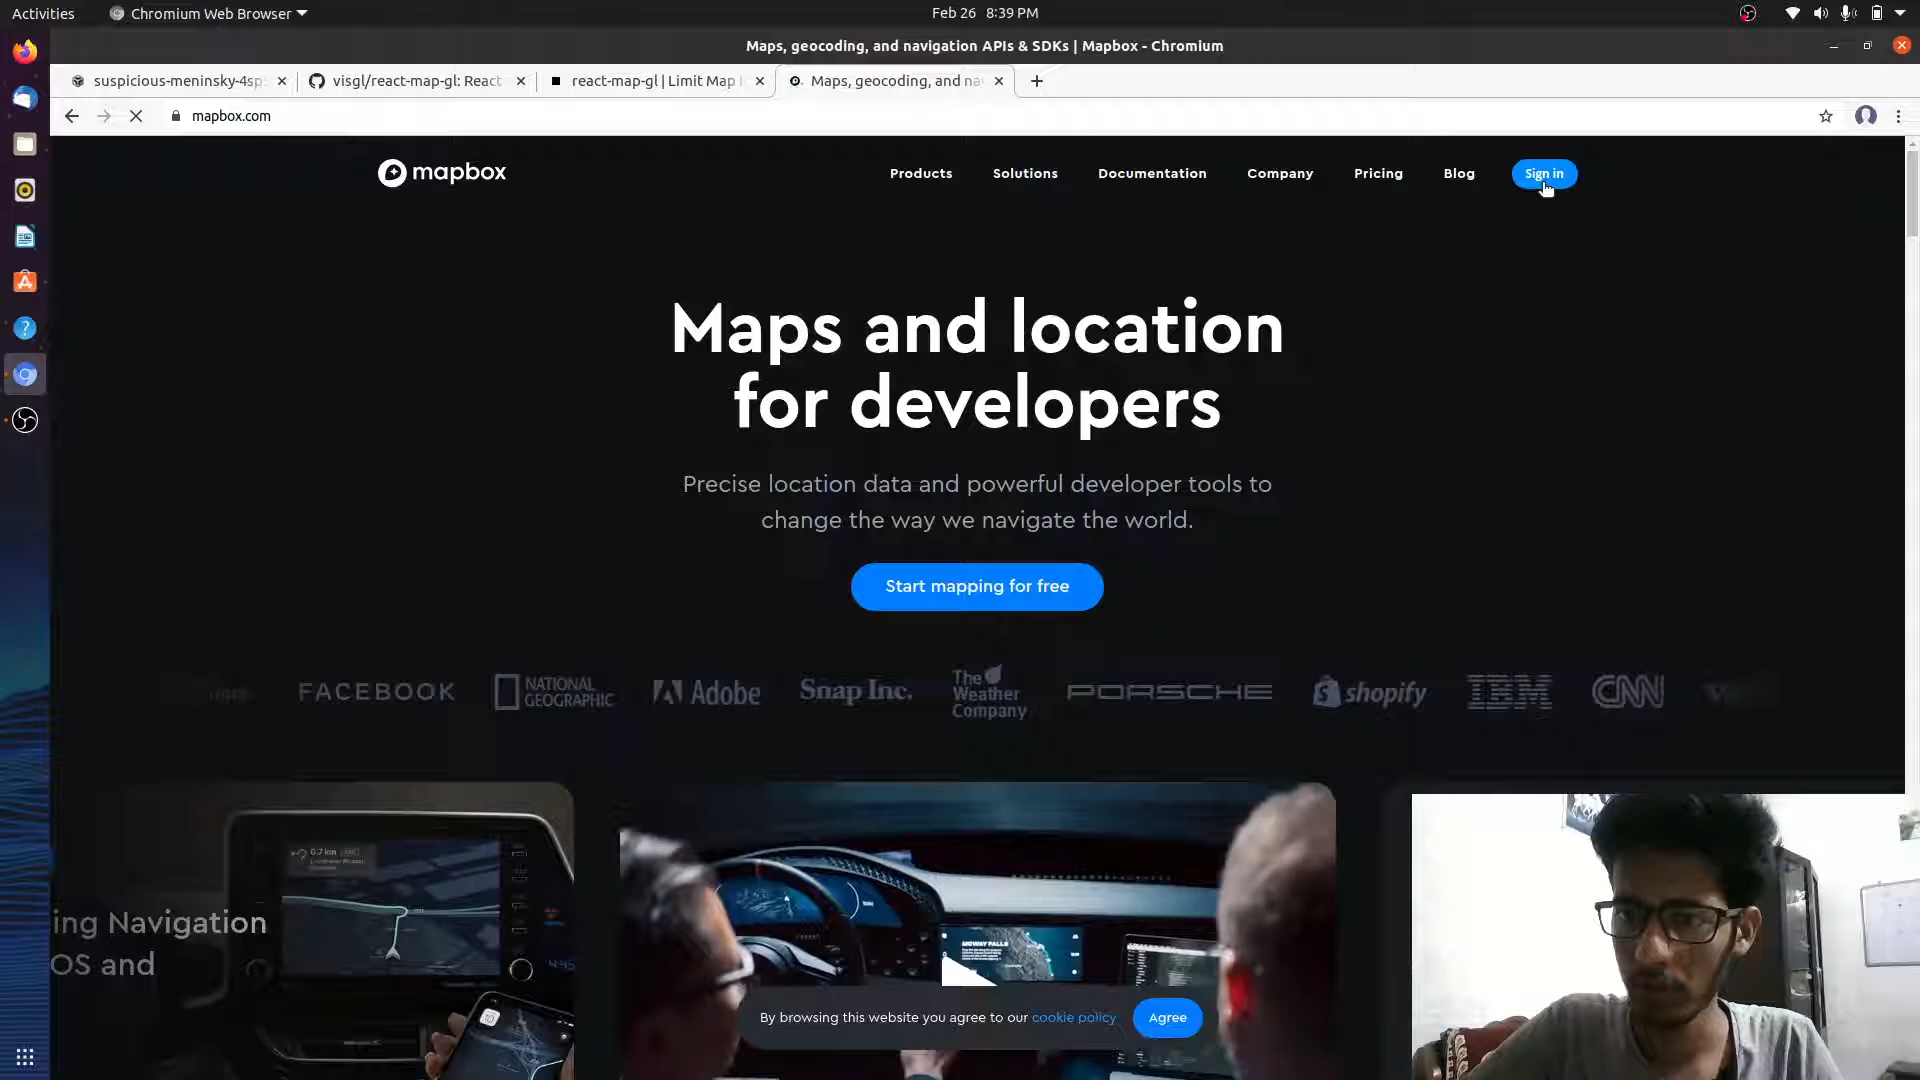 Activities
Chromium Web Browser
Feb 26 8:39 PM
Maps, geocoding, and navigation APIs & SDKs | Mapbox - Chromium
suspicious-meninsky-4sp
visgl/react-map-gl: React
react-map-gl | Limit Map
Maps, geocoding, and na
mapbox.com
mapbox
Products
Solutions
Documentation
Company
Pricing
Blog
Sign in
Maps and location
for developers
Precise location data and powerful developer tools to
change the way we navigate the world.
Start mapping for free
FACEBOOK
NATIONAL
GEOGRAPHIC
Adobe
Snap Inc.
The
Weather
Company
PORSCHE
shopify
IBM
CNN
0.7 km
ing Navigation
OS and
By browsing this website you agree to our cookie policy
Agree